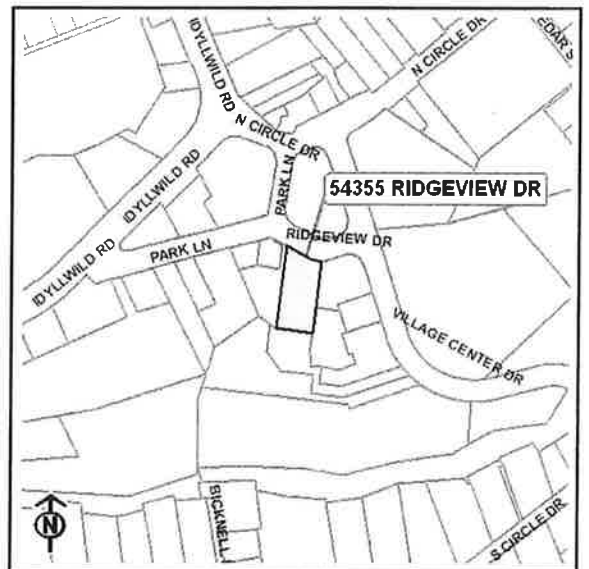 IDYLLWILD RD
N CIRCLE DR
EDAR S
N CIRCLE DR
PARK LN
IDYLLWILD RD
54355 RIDGEVIEW DR
RIDGEVIEW DR
PARK LN
IDYLLWILD RD
VILLAGE CENTER DR
BICKNELL
S CIRCLE DR
N